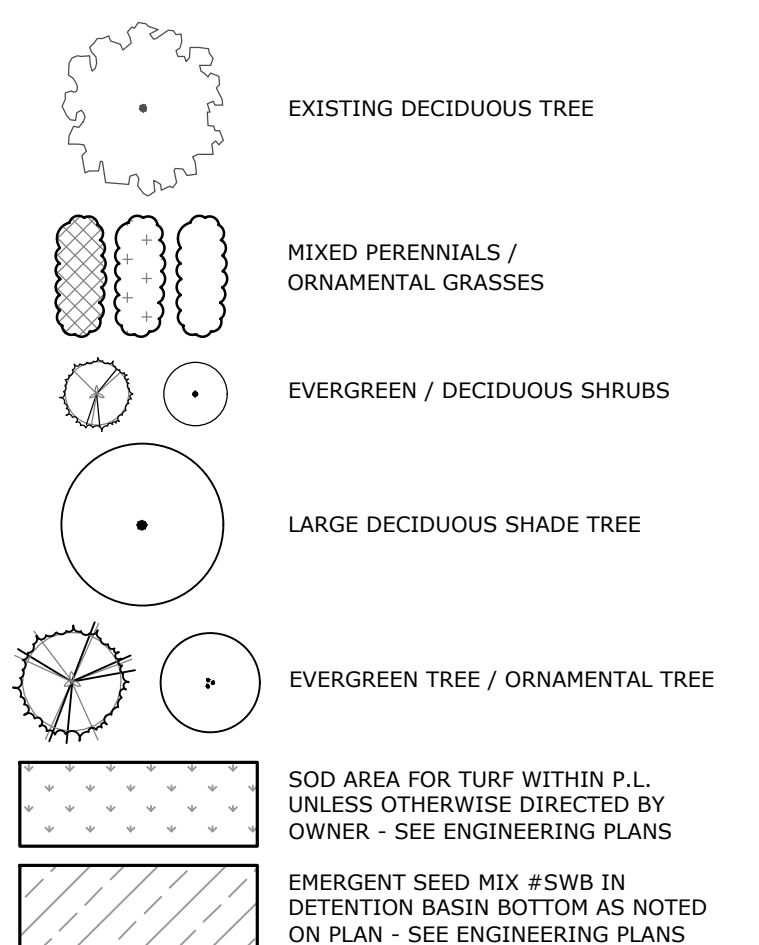 EXISTING DECIDUOUS TREE
MIXED PERENNIALS /
ORNAMENTAL GRASSES
EVERGREEN / DECIDUOUS SHRUBS
LARGE DECIDUOUS SHADE TREE
EVERGREEN TREE / ORNAMENTAL TREE
SOD AREA FOR TURF WITHIN P.L.
UNLESS OTHERWISE DIRECTED BY
OWNER - SEE ENGINEERING PLANS
EMERGENT SEED MIX #SWB IN
DETENTION BASIN BOTTOM AS NOTED
ON PLAN - SEE ENGINEERING PLANS